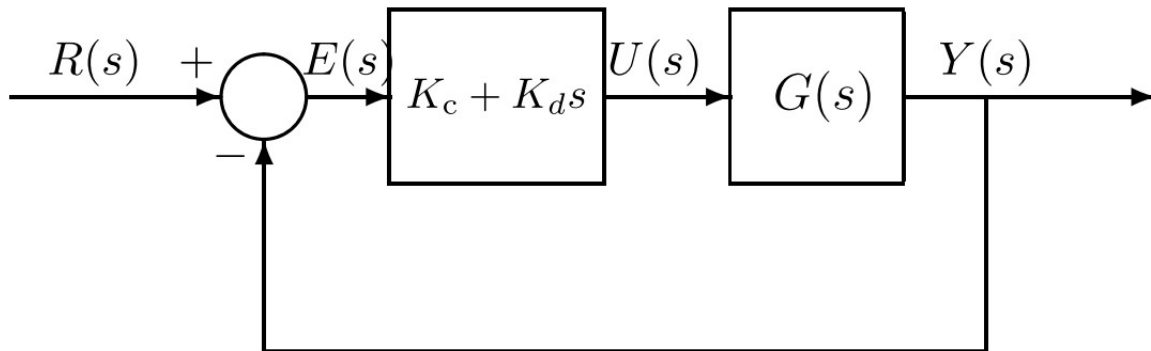 R(s) + E(s) K_c + K_d s U(s) G(s) Y(s)
−